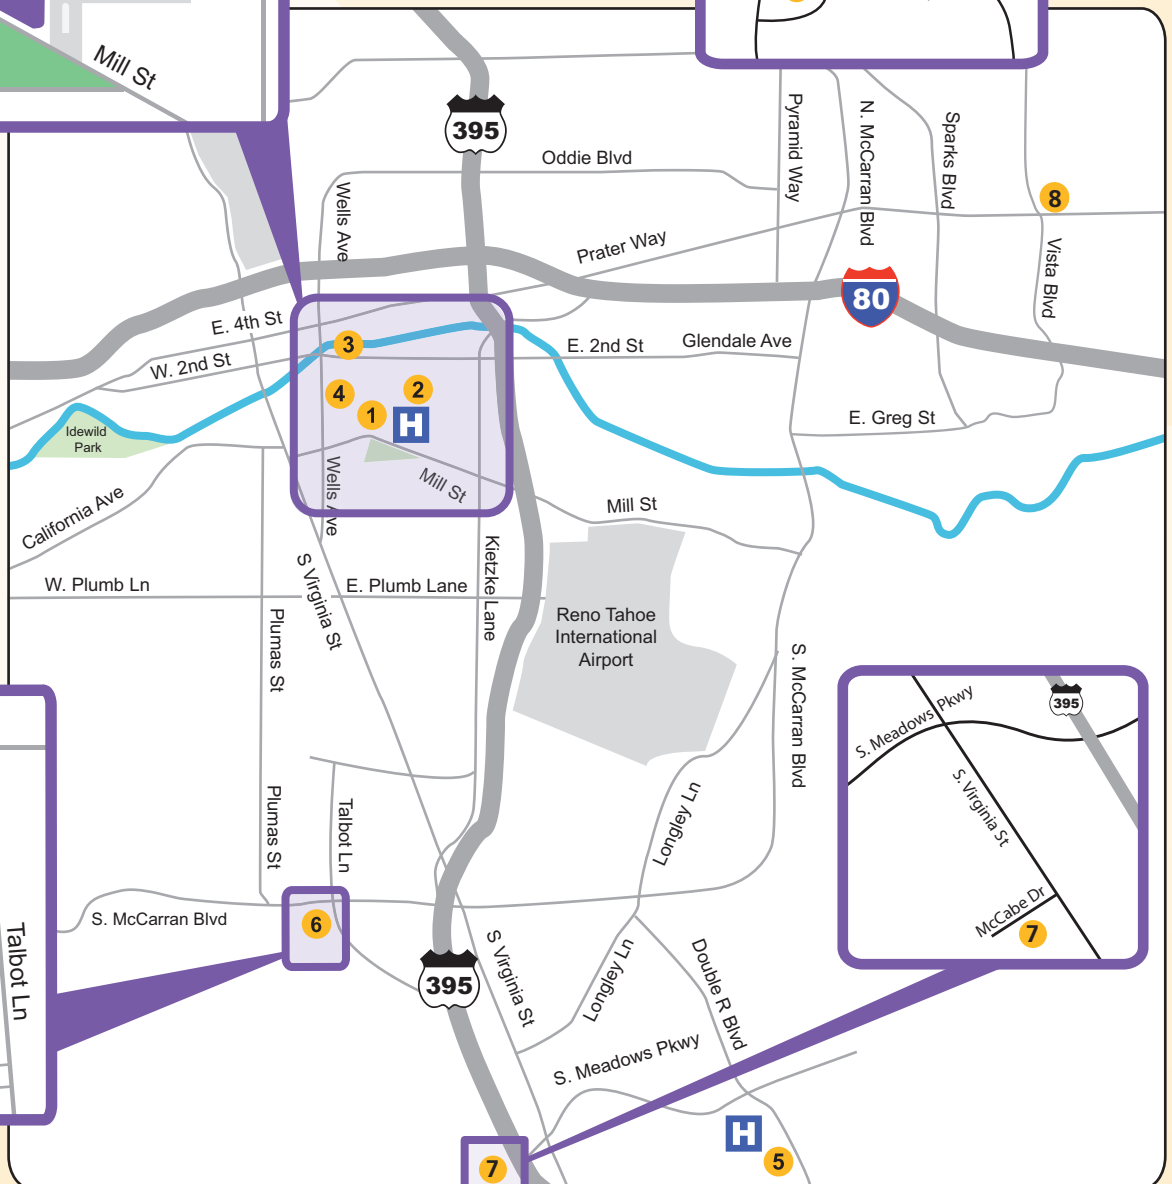 Mill St
395
Oddie Blvd
Pyramid Way
N. McCarran Blvd
Sparks Blvd
8
Wells Ave
Prater Way
Vista Blvd
80
E. 4th St
W. 2nd St
3
E. 2nd St
Glendale Ave
4
2
1
H
E. Greg St
Idewild
Park
Wells Ave
Mill St
Mill St
California Ave
W. Plumb Ln
S Virginia St
E. Plumb Lane
Kietzke Lane
Plumas St
Reno Tahoe
International
Airport
S. McCarran Blvd
395
S. Meadows Pkwy
S. Virginia St
McCabe Dr
7
Plumas St
Talbot Ln
Longley Ln
S. McCarran Blvd
6
Talbot Ln
395
S Virginia St
Longley Ln
Double R Blvd
S. Meadows Pkwy
H
5
7